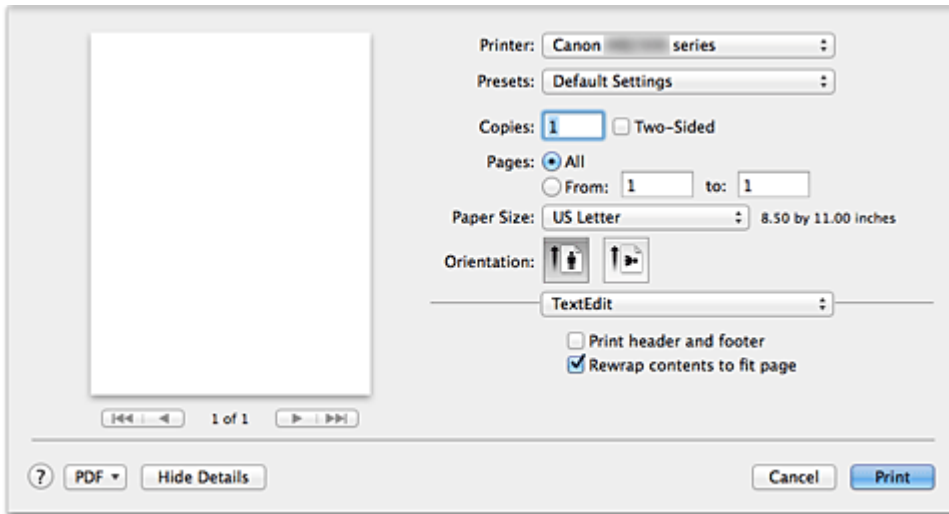 Printer: Canon series
Presets: Default Settings
Copies: 1 Two-Sided
Pages: All
From: 1 to: 1
Paper Size: US Letter 8.50 by 11.00 inches
Orientation:
TextEdit
Print header and footer
Rewrap contents to fit page
1 of 1
? PDF Hide Details Cancel Print